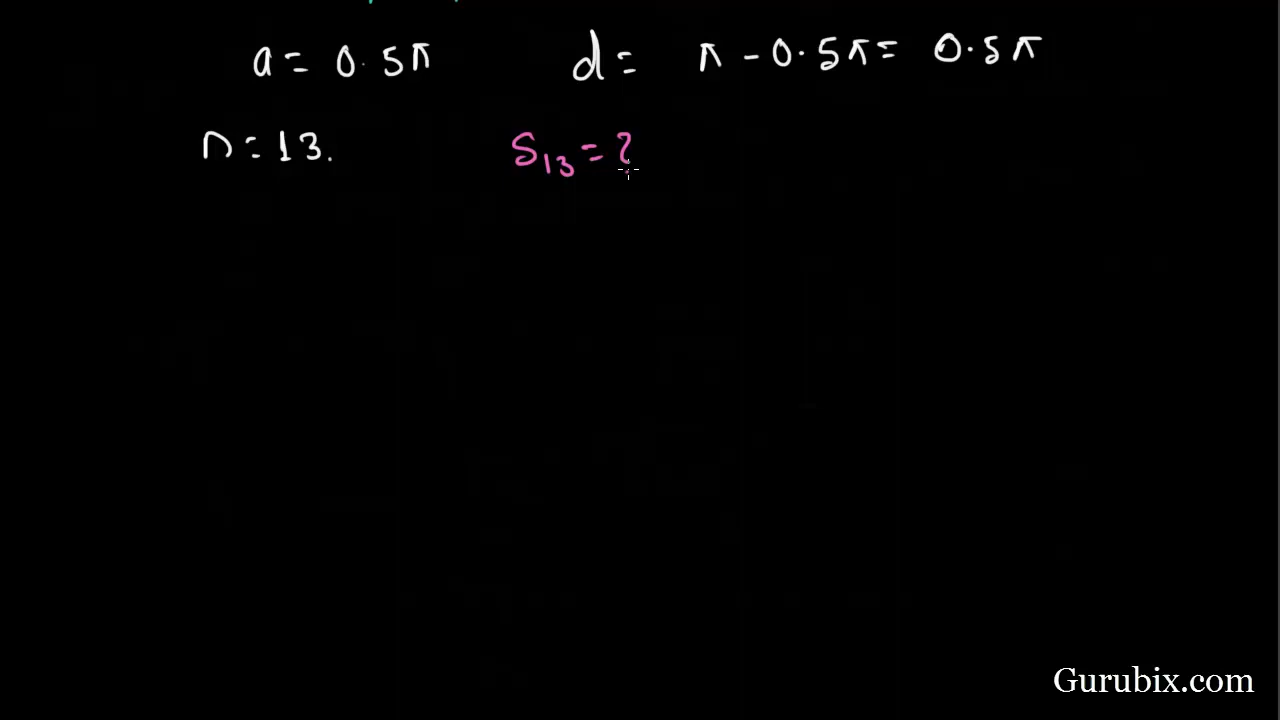 a = 0.5π d = π - 0.5π = 0.5π
n = 13. S₁₃ = ?
Gurubix.com